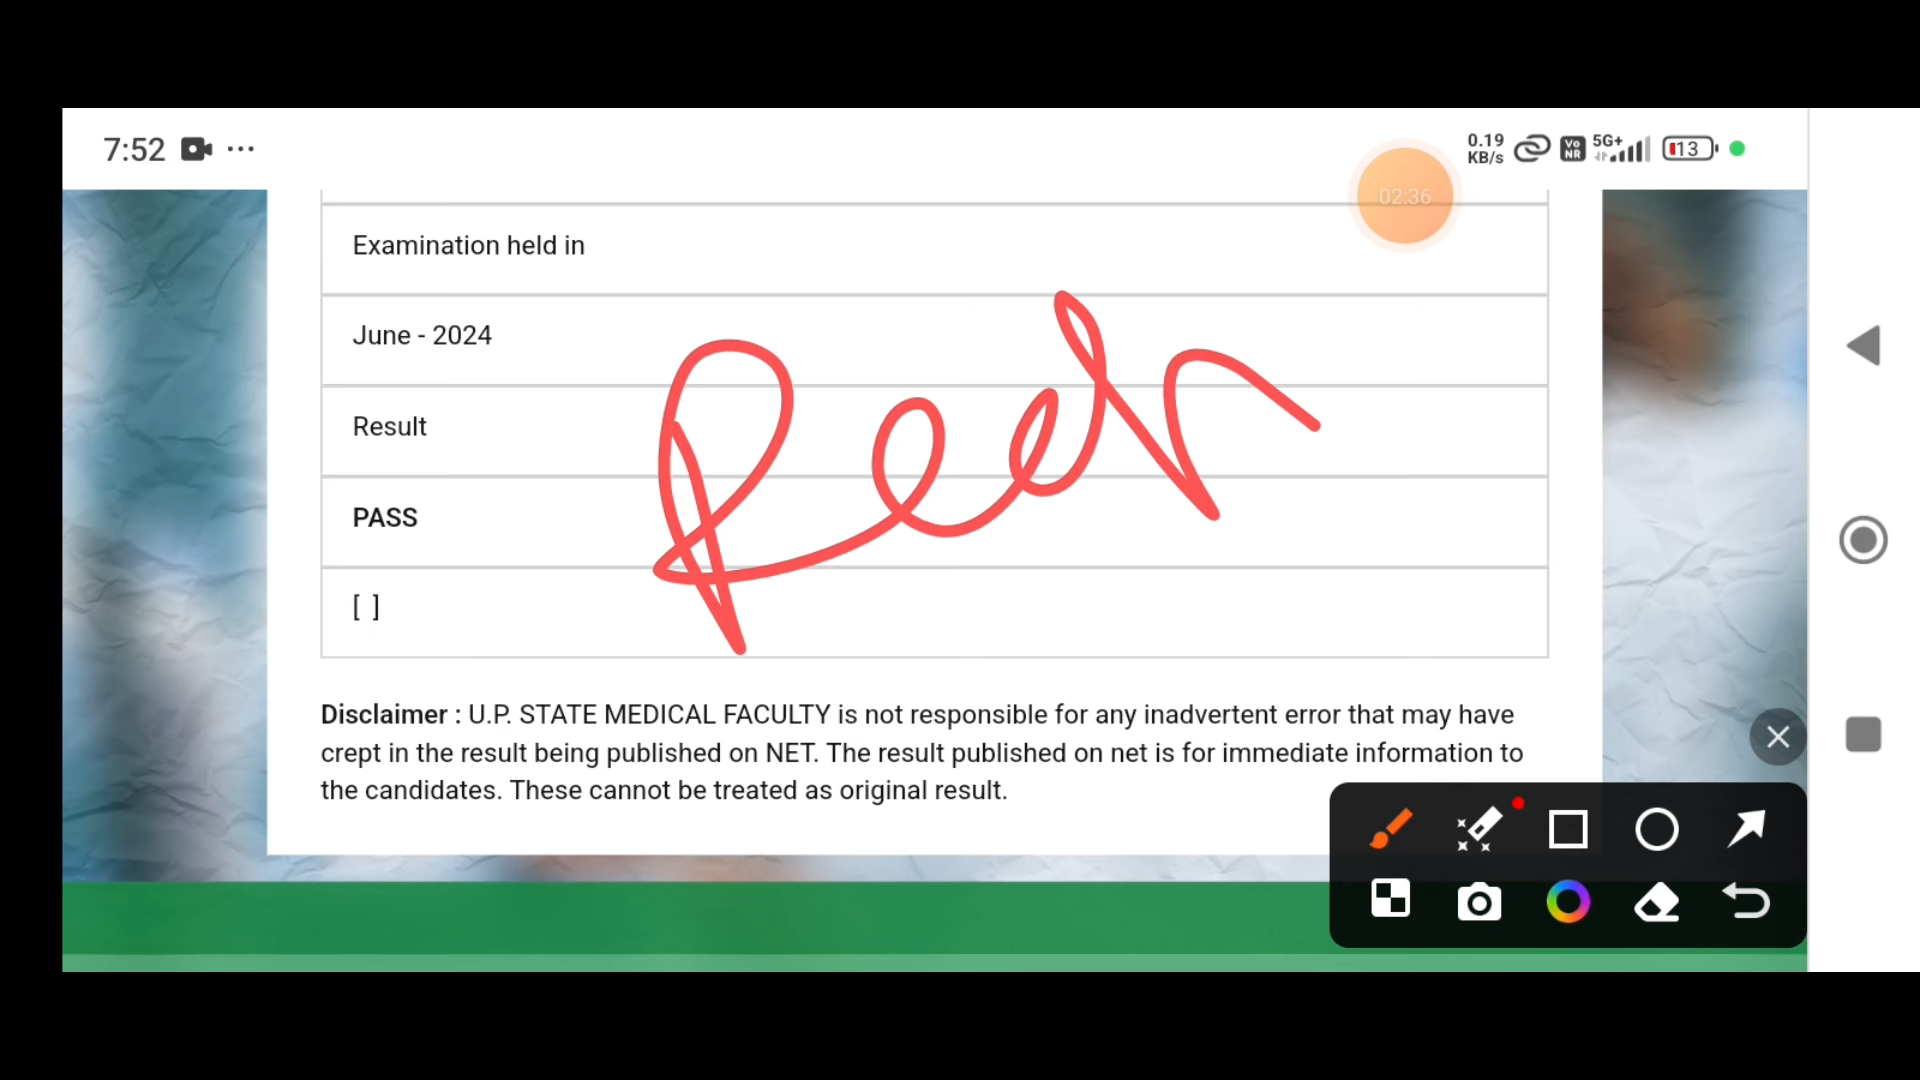 7:52 ...
0.19 KB/s Vo NR 5G+ 13
02:36
Examination held in
June - 2024
Result
PASS
[ ]
Disclaimer : U.P. STATE MEDICAL FACULTY is not responsible for any inadvertent error that may have
crept in the result being published on NET. The result published on net is for immediate information to
the candidates. These cannot be treated as original result.